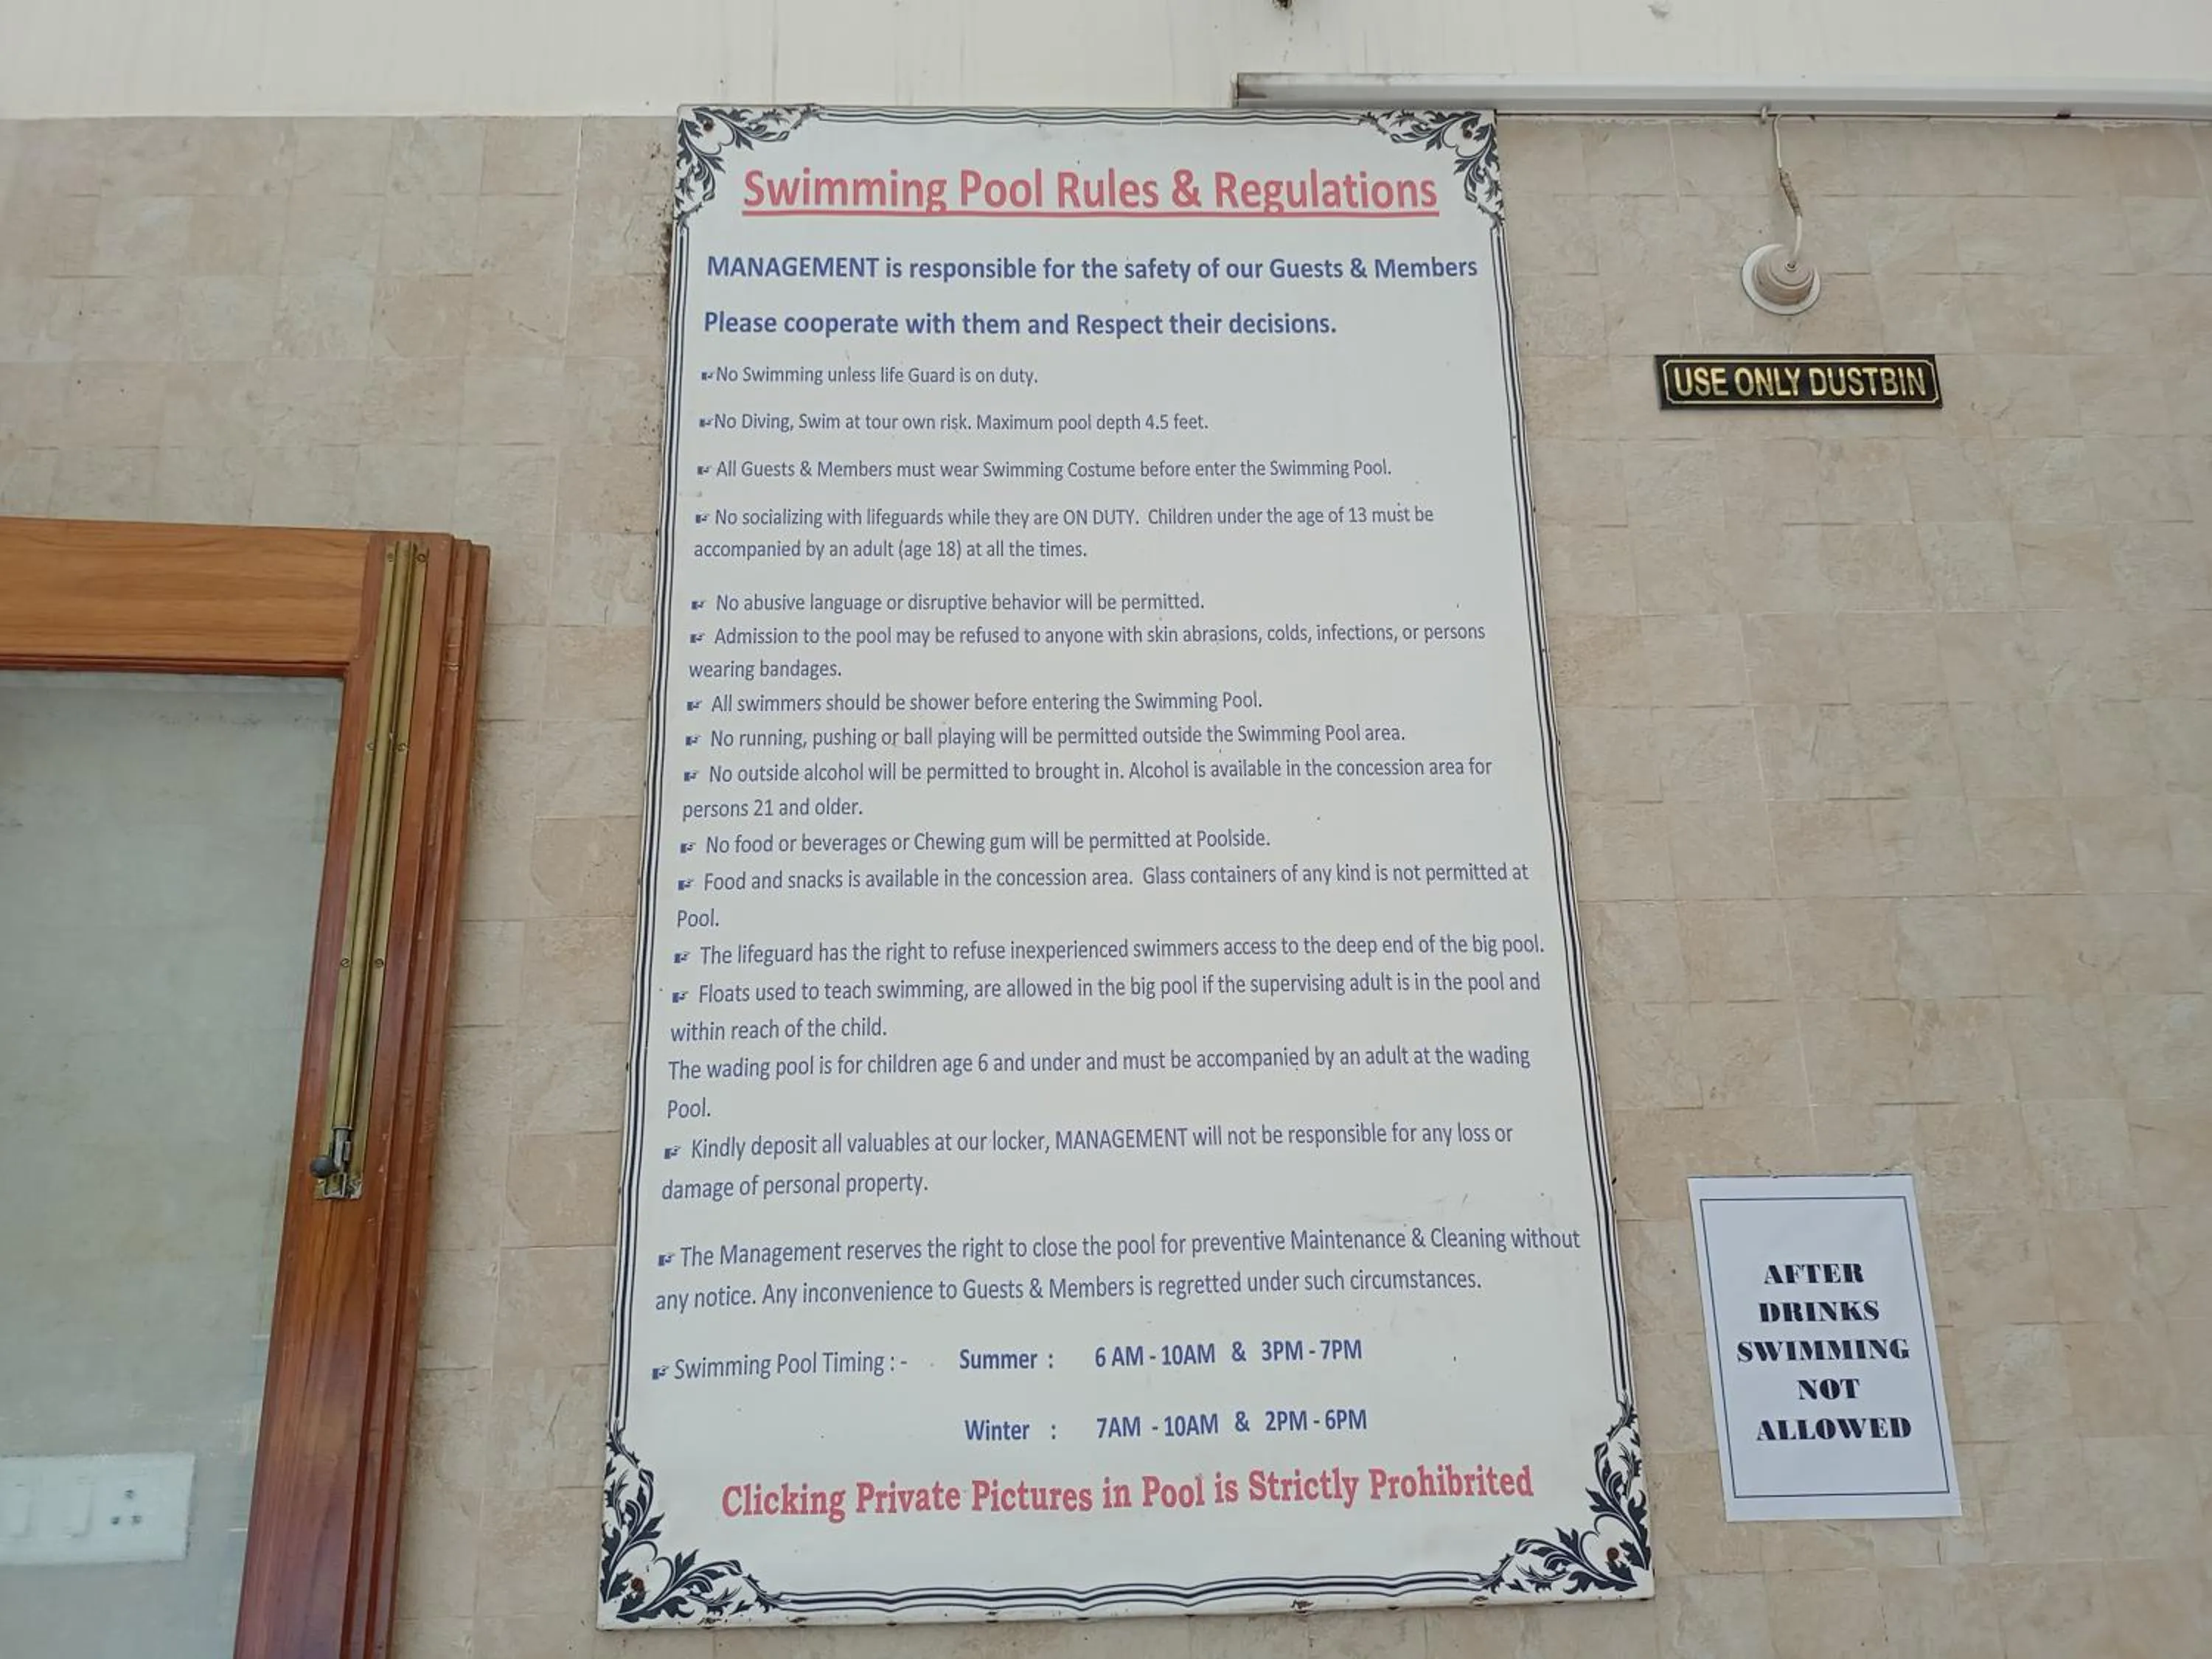 Swimming Pool Rules & Regulations
MANAGEMENT is responsible for the safety of our Guests & Members
Please cooperate with them and Respect their decisions.
No Swimming unless life Guard is on duty.
No Diving, Swim at tour own risk. Maximum pool depth 4.5 feet.
All Guests & Members must wear Swimming Costume before enter the Swimming Pool.
No socializing with lifeguards while they are ON DUTY. Children under the age of 13 must be
accompanied by an adult (age 18) at all the times.
No abusive language or disruptive behavior will be permitted.
Admission to the pool may be refused to anyone with skin abrasions, colds, infections, or persons
wearing bandages.
All swimmers should be shower before entering the Swimming Pool.
No running, pushing or ball playing will be permitted outside the Swimming Pool area.
No outside alcohol will be permitted to brought in. Alcohol is available in the concession area for
persons 21 and older.
No food or beverages or Chewing gum will be permitted at Poolside.
Food and snacks is available in the concession area. Glass containers of any kind is not permitted at
Pool.
The lifeguard has the right to refuse inexperienced swimmers access to the deep end of the big pool.
Floats used to teach swimming, are allowed in the big pool if the supervising adult is in the pool and
within reach of the child.
The wading pool is for children age 6 and under and must be accompanied by an adult at the wading
Pool.
Kindly deposit all valuables at our locker, MANAGEMENT will not be responsible for any loss or
damage of personal property.
The Management reserves the right to close the pool for preventive Maintenance & Cleaning without
any notice. Any inconvenience to Guests & Members is regretted under such circumstances.
Swimming Pool Timing : - Summer : 6 AM - 10AM & 3PM - 7PM
Winter : 7AM - 10AM & 2PM - 6PM
Clicking Private Pictures in Pool is Strictly Prohibrited
USE ONLY DUSTBIN
AFTER
DRINKS
SWIMMING
NOT
ALLOWED